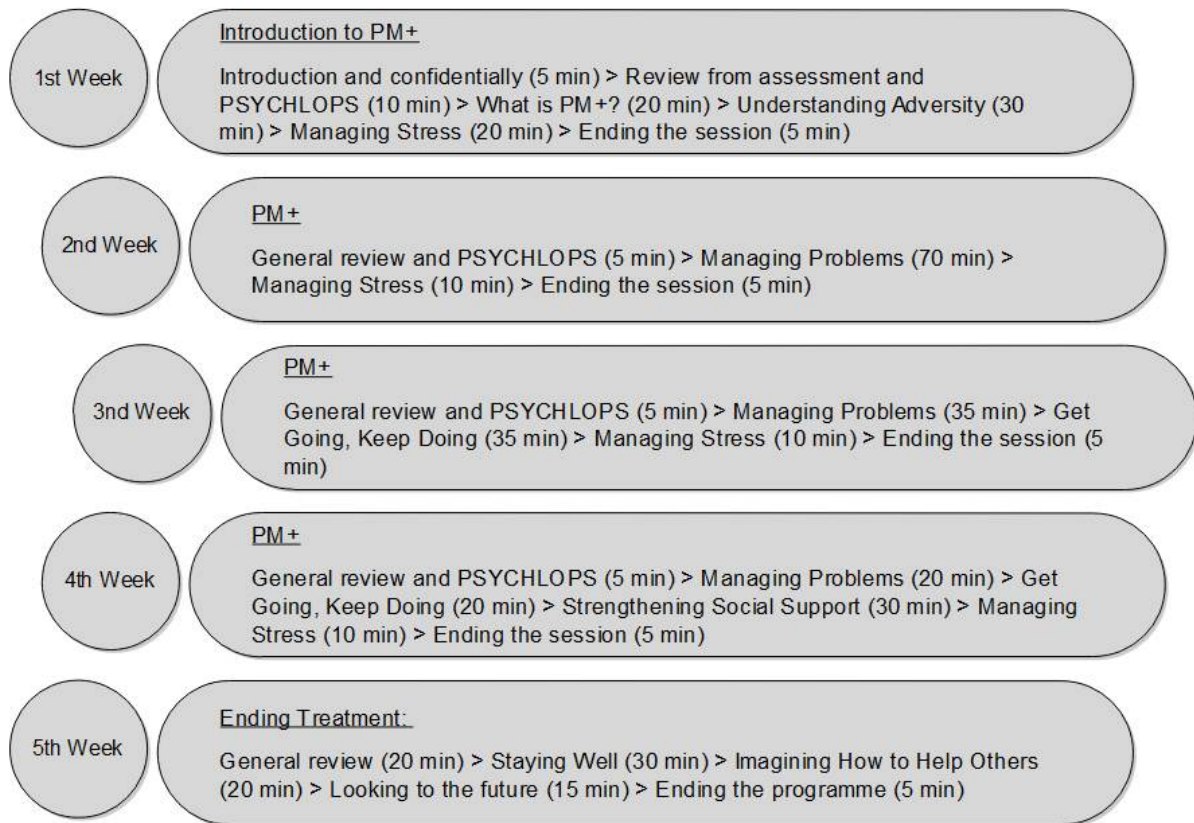 1st Week
Introduction to PM+
Introduction and confidentially (5 min) > Review from assessment and
PSYCHLOPS (10 min) > What is PM+? (20 min) > Understanding Adversity (30
min) > Managing Stress (20 min) > Ending the session (5 min)
2nd Week
PM+
General review and PSYCHLOPS (5 min) > Managing Problems (70 min) >
Managing Stress (10 min) > Ending the session (5 min)
3nd Week
PM+
General review and PSYCHLOPS (5 min) > Managing Problems (35 min) > Get
Going, Keep Doing (35 min) > Managing Stress (10 min) > Ending the session (5
min)
4th Week
PM+
General review and PSYCHLOPS (5 min) > Managing Problems (20 min) > Get
Going, Keep Doing (20 min) > Strengthening Social Support (30 min) > Managing
Stress (10 min) > Ending the session (5 min)
5th Week
Ending Treatment:
General review (20 min) > Staying Well (30 min) > Imagining How to Help Others
(20 min) > Looking to the future (15 min) > Ending the programme (5 min)